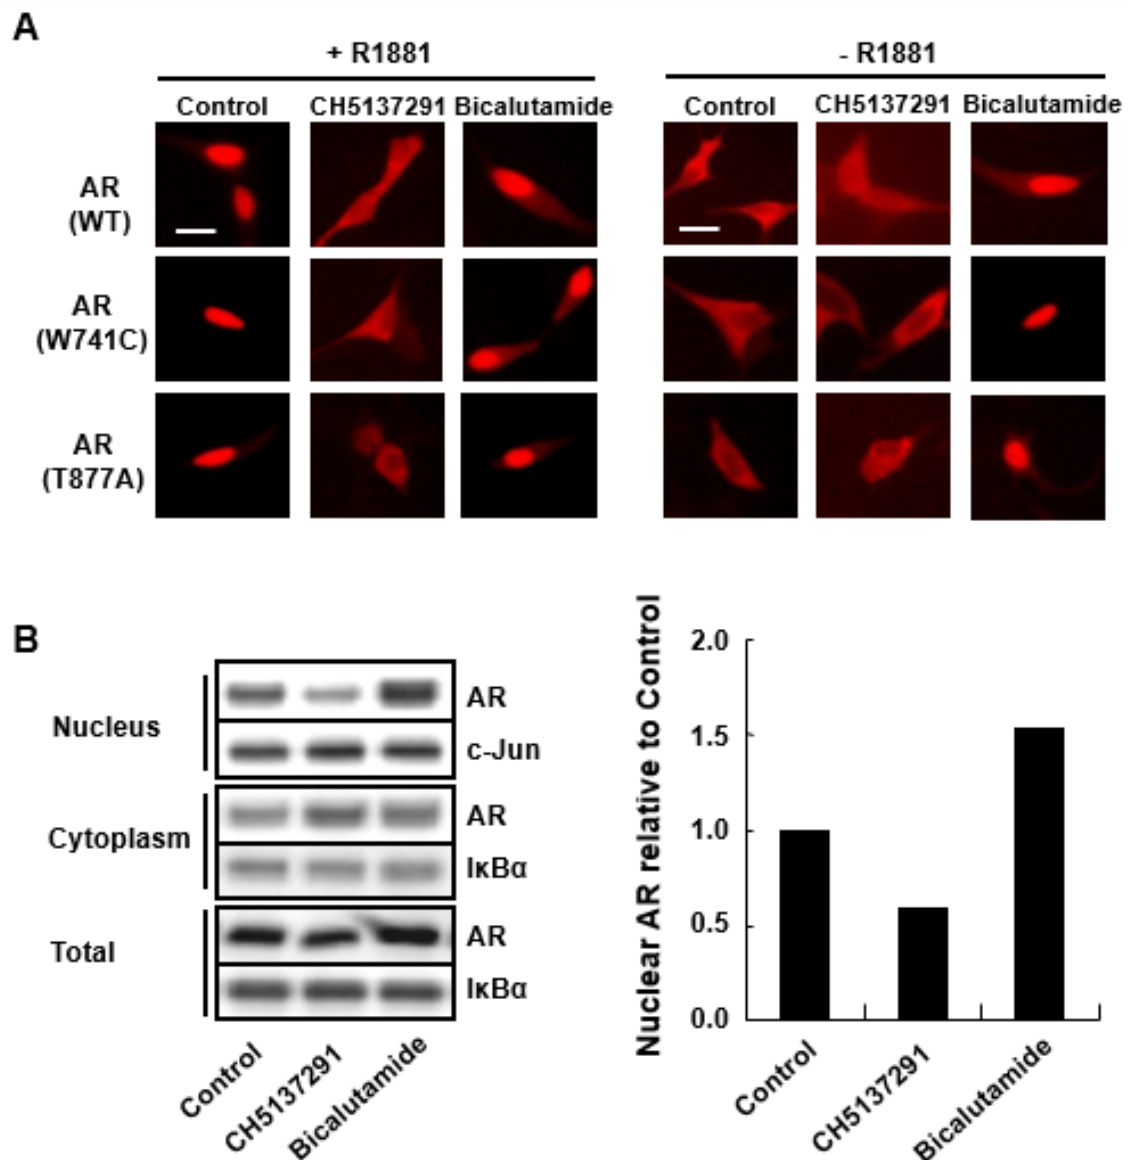 A
+ R1881
- R1881
Control CH5137291 Bicalutamide
Control CH5137291 Bicalutamide
AR
(WT)
AR
(W741C)
AR
(T877A)
B
Nucleus
AR
c-Jun
Cytoplasm
AR
IκBα
Total
AR
IκBα
Control
CH5137291
Bicalutamide
Nuclear AR relative to Control
2.0
1.5
1.0
0.5
0.0
Control
CH5137291
Bicalutamide